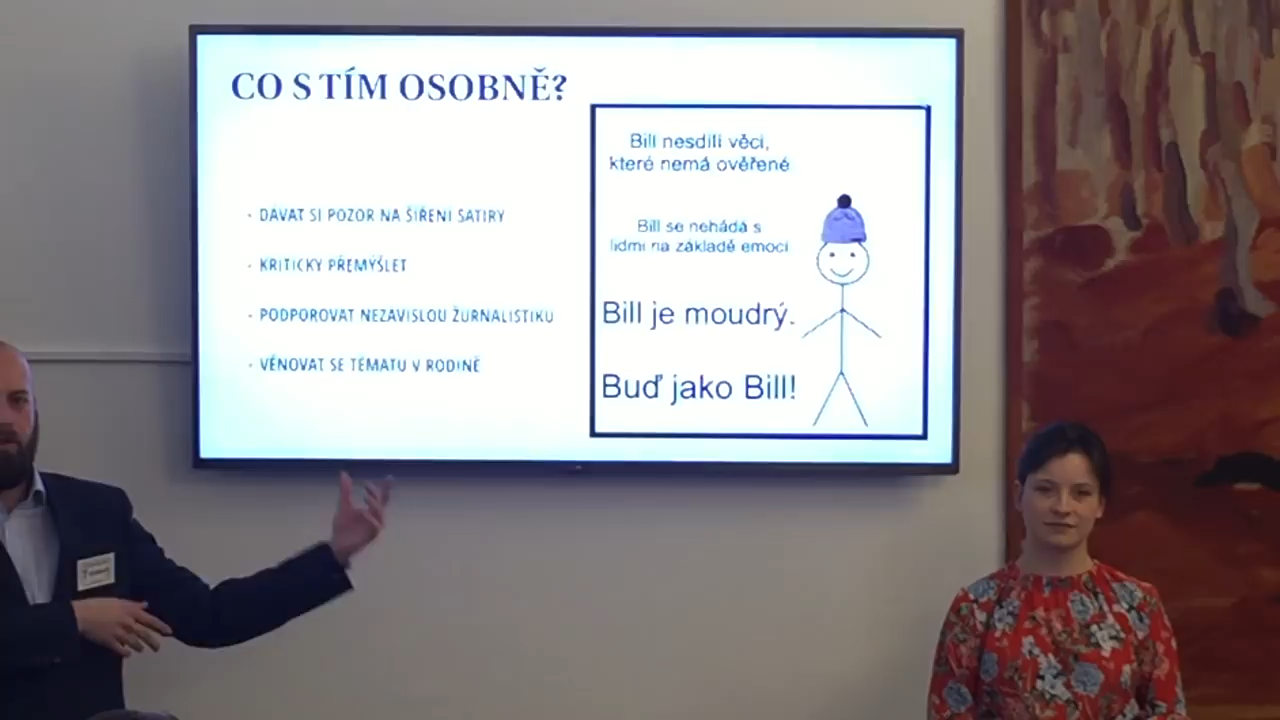 CO S TÍM OSOBNĚ?
- DÁVAT SI POZOR NA ŠÍŘENÍ SATIRY
- KRITICKY PŘEMÝŠLET
- PODPOROVAT NEZÁVISLOU ŽURNALISTIKU
- VĚNOVAT SE TÉMATU V RODINĚ
Bill nesdílí věci,
které nemá ověřené
Bill se nehádá s
lidmi na základě emocí
Bill je moudrý.
Buď jako Bill!